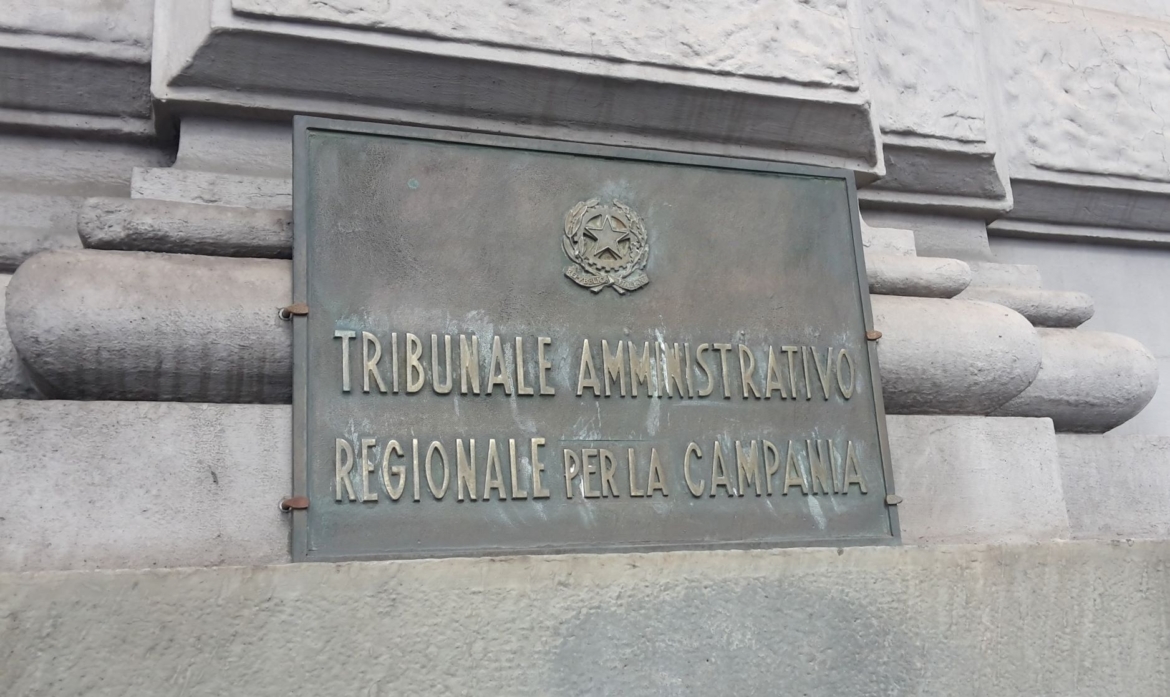 TRIBUNALE AMMINISTRATIVO
REGIONALE PER LA CAMPANIA